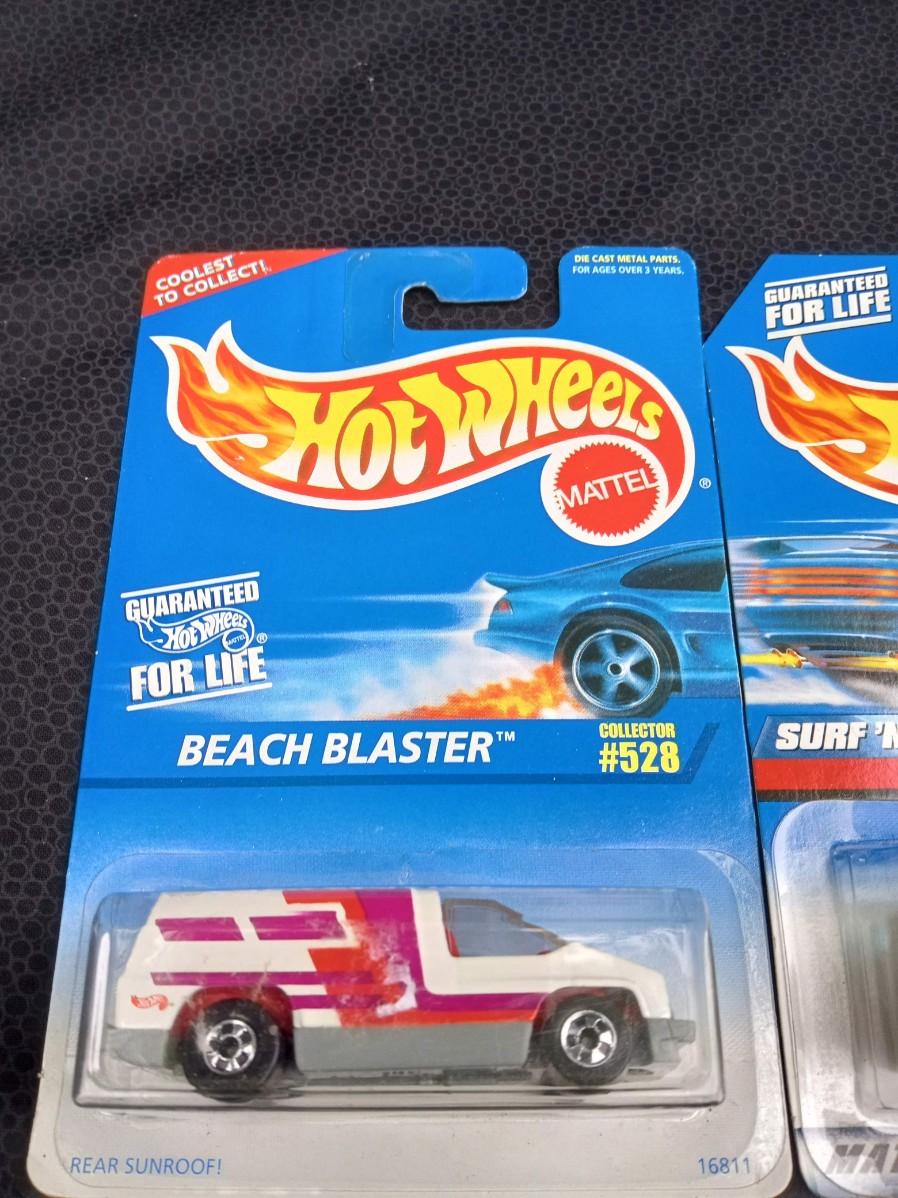 COOLEST
TO COLLECT!
DIE CAST METAL PARTS.
FOR AGES OVER 3 YEARS.
HOT WHEELS
MATTEL
®
GUARANTEED
HOT WHEELS
MATTEL
®
FOR LIFE
BEACH BLASTER™
COLLECTOR
#528
REAR SUNROOF!
16811
GUARANTEED
FOR LIFE
SURF 'N